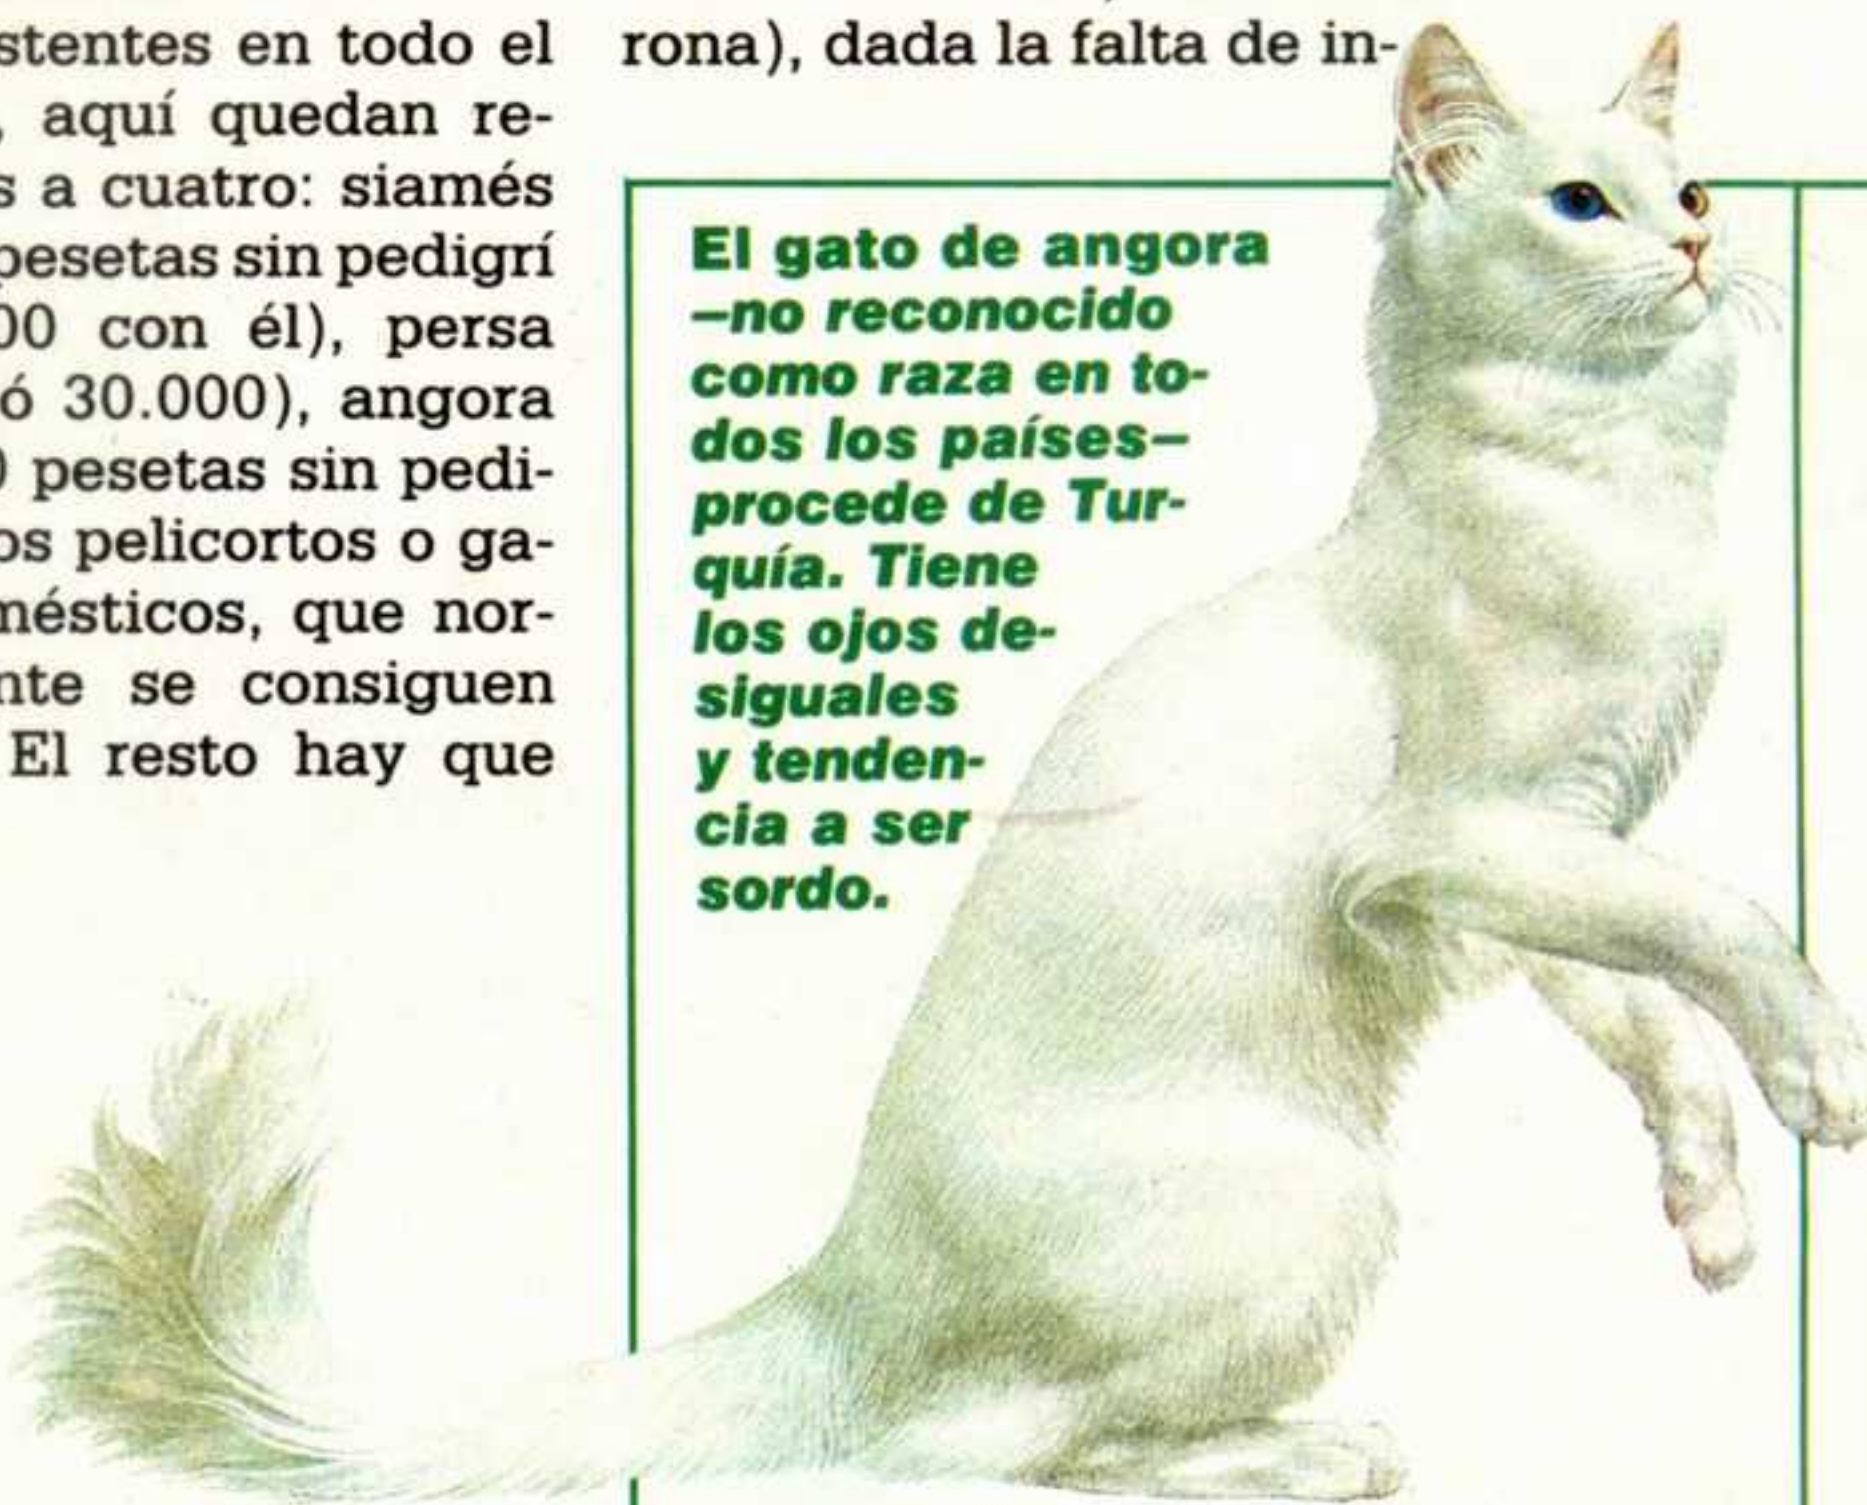 stentes en todo el
, aquí quedan re-
s a cuatro: siamés
pesetas sin pedigrí
00 con él), persa
ó 30.000), angora
0 pesetas sin pedi-
os pelicortos o ga-
mésticos, que nor-
nte se consiguen
El resto hay que
rona), dada la falta de in-
El gato de angora
—no reconocido
como raza en to-
dos los países—
procede de Tur-
quía. Tiene
los ojos de-
siguales
y tenden-
cia a ser
sordo.